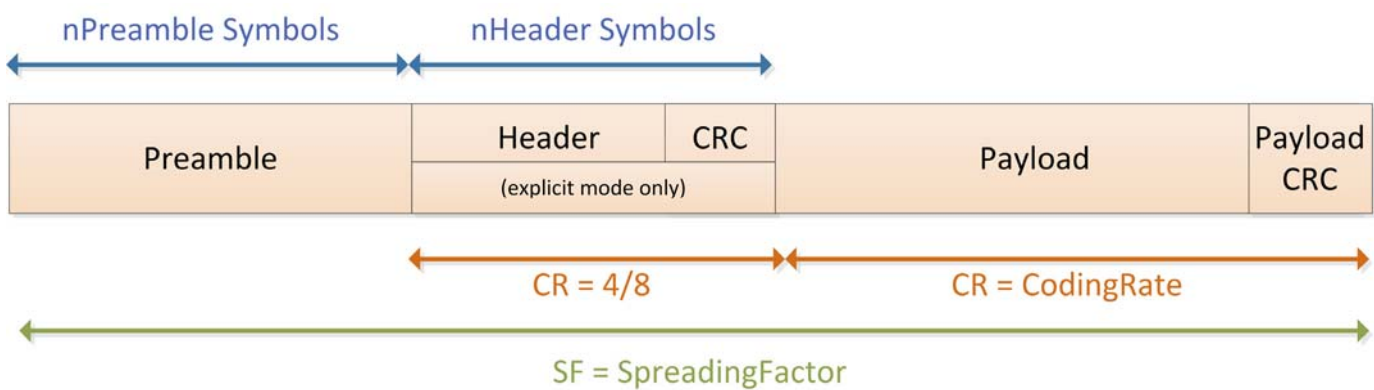 nPreamble Symbols
nHeader Symbols
Preamble
Header
CRC
(explicit mode only)
Payload
Payload
CRC
CR = 4/8
CR = CodingRate
SF = SpreadingFactor